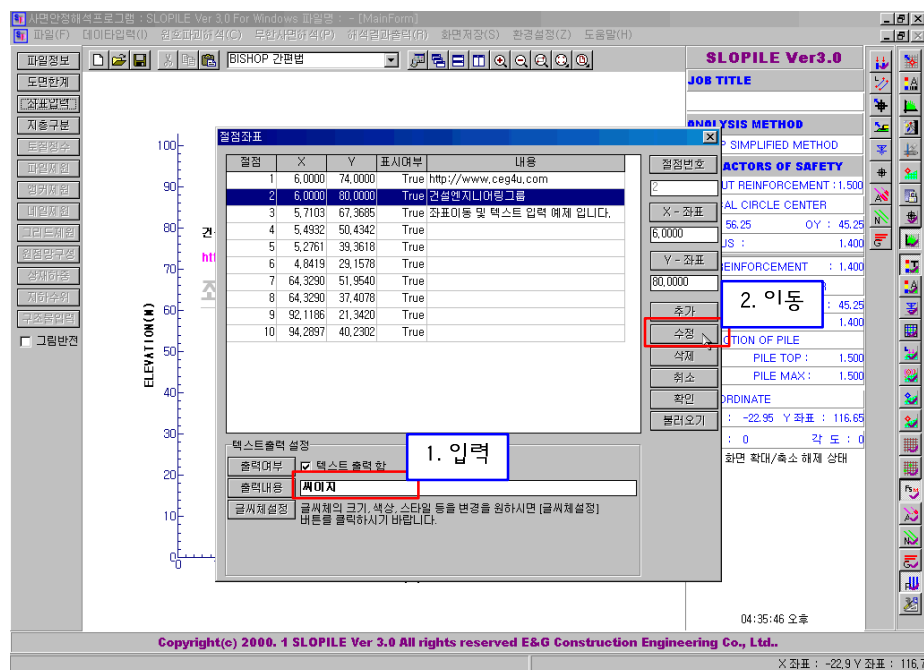 사면안정해석프로그램 : SLOPILE Ver 3.0 For Windows 파일명 : - [MainForm]
파일(F) 데이타입력(I) 원호파괴해석(C) 무한사면해석(P) 해석결과출력(R) 화면저장(S) 환경설정(Z) 도움말(H)
파일정보
BISHOP 간편법
도면한계
좌표입력
지층구분
토질정수
파일제원
앵커제원
네일제원
그리드제원
원점망구성
상재하중
지하수위
구조물입력
그림반전
SLOPILE Ver3.0
JOB TITLE
ANALYSIS METHOD
SIMPLIFIED METHOD
ACTORS OF SAFETY
UT REINFORCEMENT : 1.500
AL CIRCLE CENTER
56.25 OY : 45.25
US : 1.400
REINFORCEMENT : 1.400
: 45.25
1.400
CTION OF PILE
PILE TOP : 1.500
PILE MAX : 1.500
ORDINATE
: -22.95 Y 좌표 : 116.65
: 0 각 도 : 0
화면 확대/축소 해제 상태
04:35:46 오후
ELEVATION(M)
100
90
80
70
60
50
40
30
20
10
0
0
건
htt
좌
절점좌표
절점 X Y 표시여부 내용
1 6,0000 74,0000 True http://www.ceg4u.com
2 6,0000 80,0000 True 건설엔지니어링그룹
3 5,7103 67,3685 True 좌표이동 및 텍스트 입력 예제 입니다.
4 5,4932 50,4342 True
5 5,2761 39,3618 True
6 4,8419 29,1578 True
7 64,3290 51,9540 True
8 64,3290 37,4078 True
9 92,1186 21,3420 True
10 94,2897 40,2302 True
절점번호
2
X - 좌표
6,0000
Y - 좌표
80,0000
추가
수정
삭제
취소
확인
불러오기
2. 이동
텍스트출력 설정
출력여부 텍스트 출력 함
1. 입력
출력내용 씨이지
글씨체설정 글씨체의 크기, 색상, 스타일 등을 변경을 원하시면 [글씨체설정]
버튼를 클릭하시기 바랍니다.
Copyright(c) 2000. 1 SLOPILE Ver 3.0 All rights reserved E&G Construction Engineering Co., Ltd..
X 좌표 : -22,9 Y 좌표 : 116,